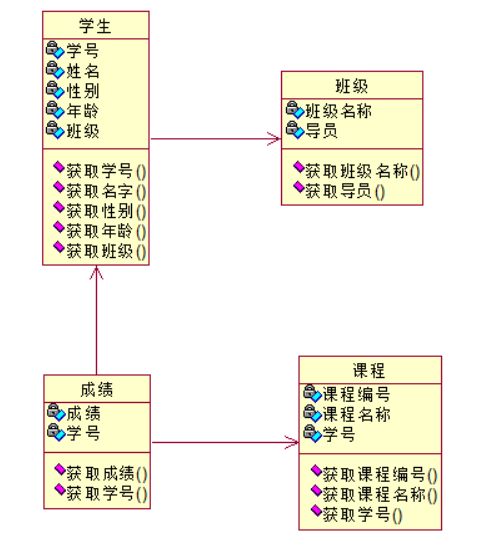 学生
学号
姓名
性别
年龄
班级
获取学号()
获取名字()
获取性别()
获取年龄()
获取班级()
班级
班级名称
导员
获取班级名称()
获取导员()
成绩
成绩
学号
获取成绩()
获取学号()
课程
课程编号
课程名称
学号
获取课程编号()
获取课程名称()
获取学号()